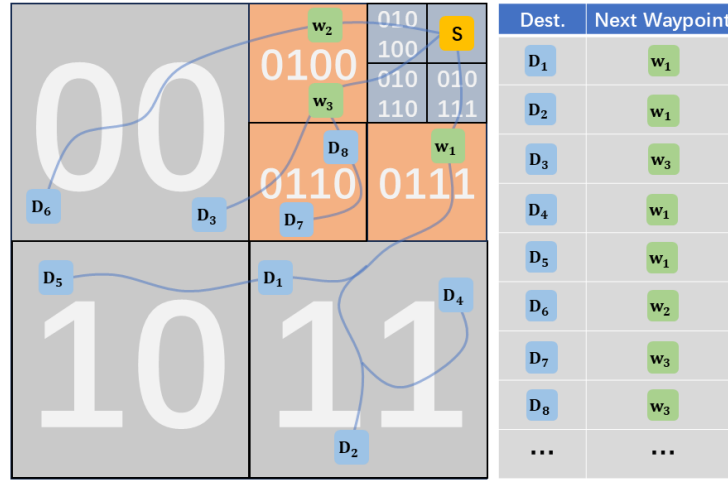 w₂
010
100
S
0100
w₃
010
110
010
111
00
D₈
w₁
0110
0111
D₆
D₃
D₇
D₅
D₁
D₄
10
11
D₂
Dest. Next Waypoint
D₁ w₁
D₂ w₁
D₃ w₃
D₄ w₁
D₅ w₁
D₆ w₂
D₇ w₃
D₈ w₃
... ...